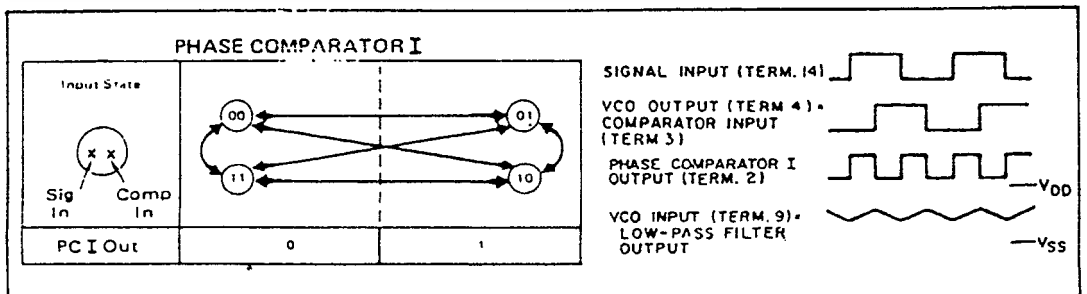 PHASE COMPARATOR I
Input State
x x
Sig In
Comp In
00
01
11
10
PC I Out
0
1
SIGNAL INPUT (TERM. 14)
VCO OUTPUT (TERM 4)=
COMPARATOR INPUT
(TERM 3)
PHASE COMPARATOR I
OUTPUT (TERM. 2)
VCO INPUT (TERM. 9)=
LOW-PASS FILTER
OUTPUT
VDD
VSS